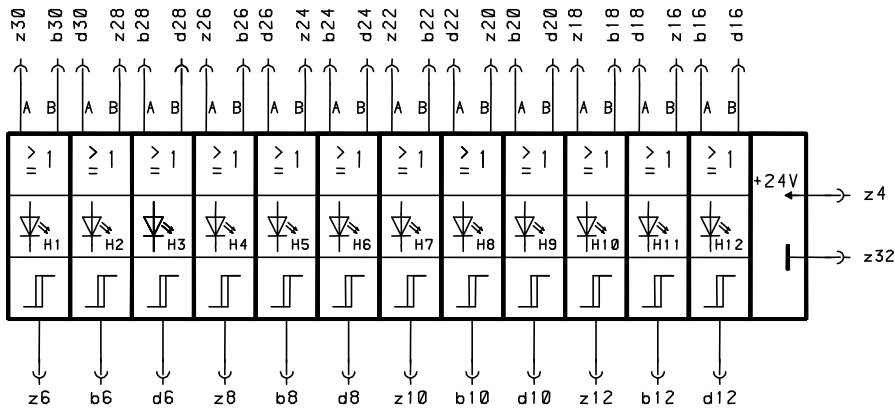 z30 b30 d30 z28 b28 d28 z26 b26 d26 z24 b24 d24 z22 b22 d22 z20 b20 d20 z18 b18 d18 z16 b16 d16
A B A B A B A B A B A B A B A B A B A B A B A B
≥1 ≥1 ≥1 ≥1 ≥1 ≥1 ≥1 ≥1 ≥1 ≥1 ≥1 ≥1
+24V z4
H1 H2 H3 H4 H5 H6 H7 H8 H9 H10 H11 H12
z32
z6 b6 d6 z8 b8 d8 z10 b10 d10 z12 b12 d12